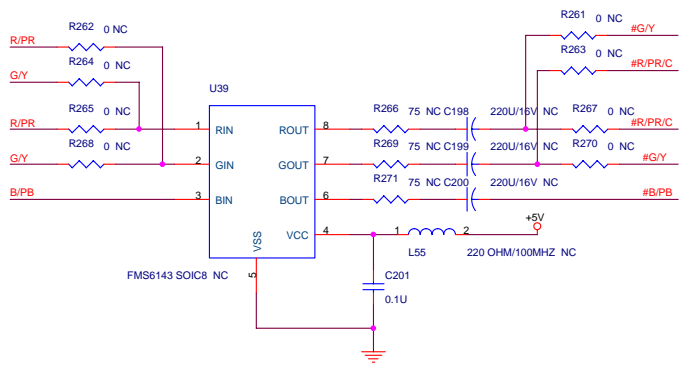 R261
0 NC
#G/Y
R262
0 NC
R/PR
R263
0 NC
#R/PR/C
R264
0 NC
G/Y
U39
R265
0 NC
R/PR
1
RIN
ROUT
8
R266
75 NC
C198
220U/16V NC
R267
0 NC
#R/PR/C
R268
0 NC
G/Y
2
GIN
GOUT
7
R269
75 NC
C199
220U/16V NC
R270
0 NC
#G/Y
B/PB
3
BIN
BOUT
6
R271
75 NC
C200
220U/16V NC
#B/PB
+5V
VSS
VCC
4
1
2
L55
220 OHM/100MHZ NC
5
FMS6143 SOIC8 NC
C201
0.1U